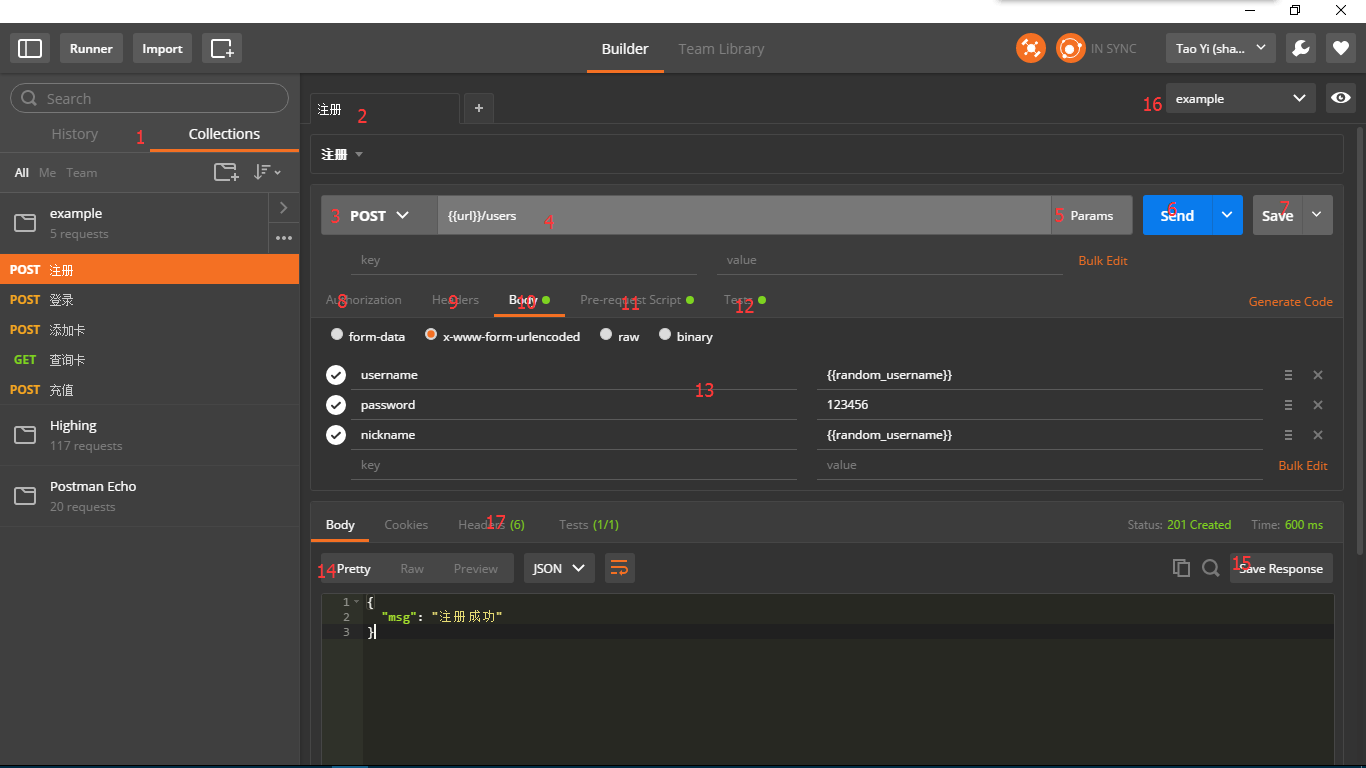 Runner Import Builder Team Library IN SYNC Tao Yi (sha...
Search
History 1 Collections
All Me Team
example
5 requests
POST 注册
POST 登录
POST 添加卡
GET 查询卡
POST 充值
Highing
117 requests
Postman Echo
20 requests
注册 2 + 16 example
注册
3 POST {{url}}/users 4 5 Params 6 Send 7 Save
key value Bulk Edit
8 Authorization 9 Headers 10 Body 11 Pre-request Script 12 Tests Generate Code
form-data x-www-form-urlencoded raw binary
username {{random_username}}
13
password 123456
nickname {{random_username}}
key value Bulk Edit
Body Cookies Headers 17 (6) Tests (1/1) Status: 201 Created Time: 600 ms
14 Pretty Raw Preview JSON 15 Save Response
1 {
2 "msg": "注册成功"
3 }